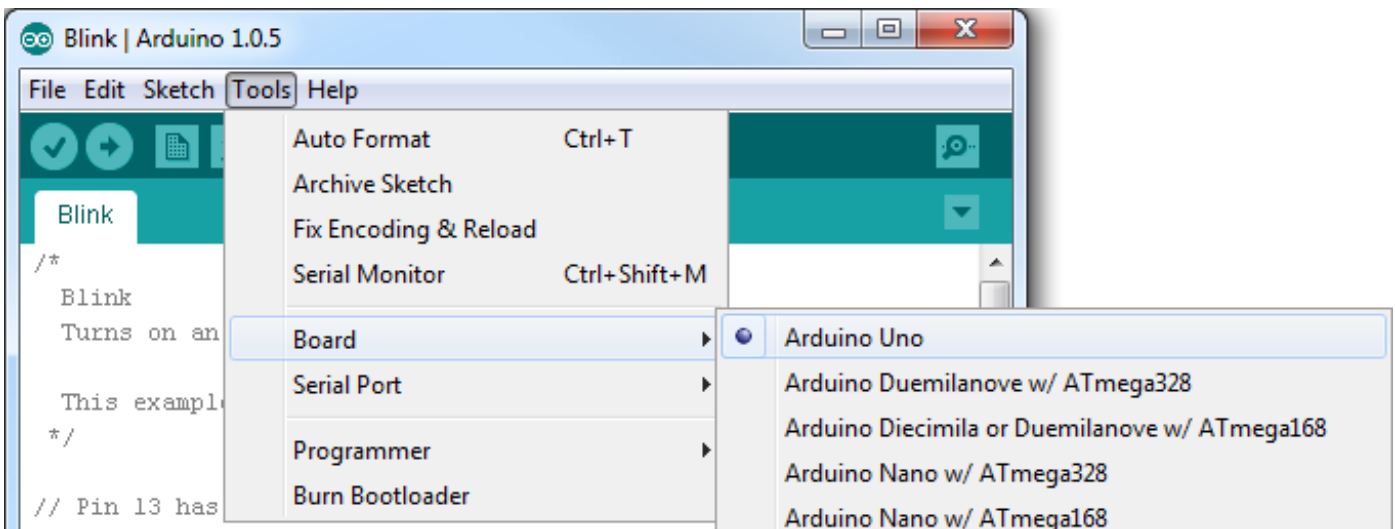 Blink | Arduino 1.0.5
File Edit Sketch Tools Help
Auto Format Ctrl+T
Archive Sketch
Fix Encoding & Reload
Serial Monitor Ctrl+Shift+M
Board
Serial Port
Programmer
Burn Bootloader
Arduino Uno
Arduino Duemilanove w/ ATmega328
Arduino Diecimila or Duemilanove w/ ATmega168
Arduino Nano w/ ATmega328
Arduino Nano w/ ATmega168
Blink
/*
Blink
Turns on an
This
*/
// Pin 13 has